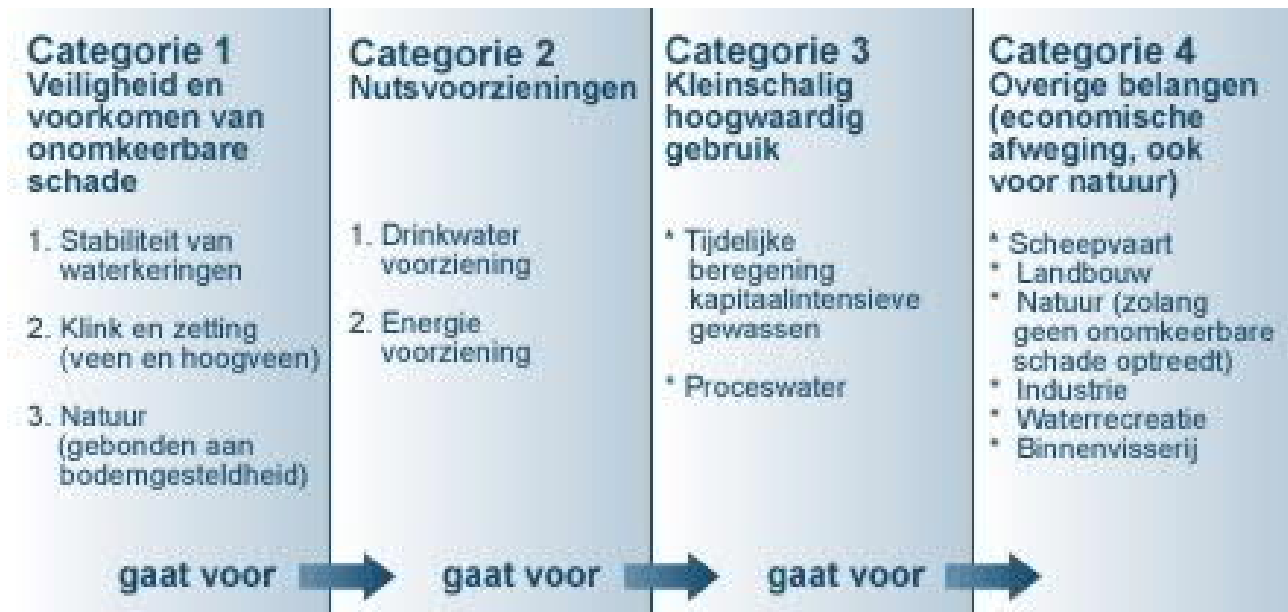 Categorie 1
Veiligheid en
voorkomen van
onomkeerbare
schade
1. Stabiliteit van
waterkeringen
2. Klink en zetting
(veen en hoogveen)
3. Natuur
(gebonden aan
bodemgesteldheid)
Categorie 2
Nutsvoorzieningen
1. Drinkwater
voorziening
2. Energie
voorziening
Categorie 3
Kleinschalig
hoogwaardig
gebruik
* Tijdelijke
beregening
kapitaalintensieve
gewassen
* Proceswater
Categorie 4
Overige belangen
(economische
afweging, ook
voor natuur)
* Scheepvaart
* Landbouw
* Natuur (zolang
geen onomkeerbare
schade optreedt)
* Industrie
* Waterrecreatie
* Binnenvisserij
gaat voor
gaat voor
gaat voor